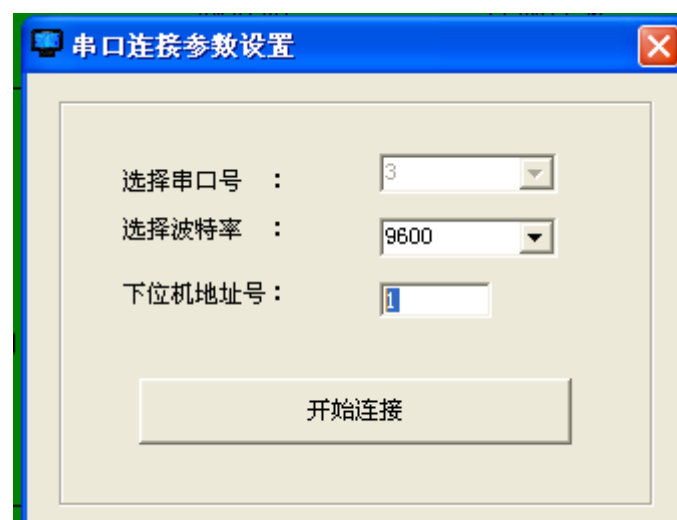 串口连接参数设置
选择串口号 : 3
选择波特率 : 9600
下位机地址号: 1
开始连接